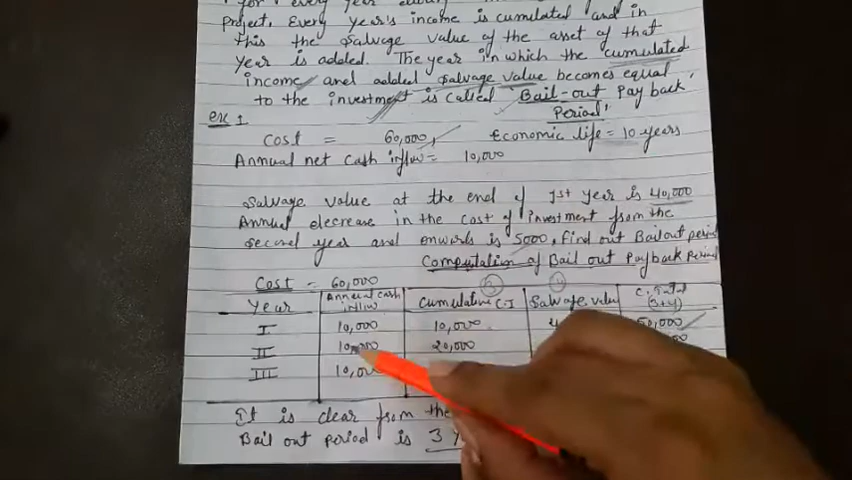 for every year
Project. Every year's income is cumulated and in
this the salvage value of the asset of that
year is added. The year in which the cumulated
income and added salvage value becomes equal
to the investment is called 'Bail-out Pay back
Period'
ex 1
Cost = 60,000, Economic life = 10 years
Annual net cash inflow = 10,000
Salvage value at the end of 1st year is 40,000
Annual decrease in the cost of investment from the
second year and onwards is 5000, Find out Bailout period
Computation of Bail out Payback Period
Cost = 60,000
Year Annual cash inflow Cumulative C.I Salvage value C. Total
I 10,000 10,000 50,000
II 10,000 20,000
III 10,000
It is clear from the
Bail out period is 3